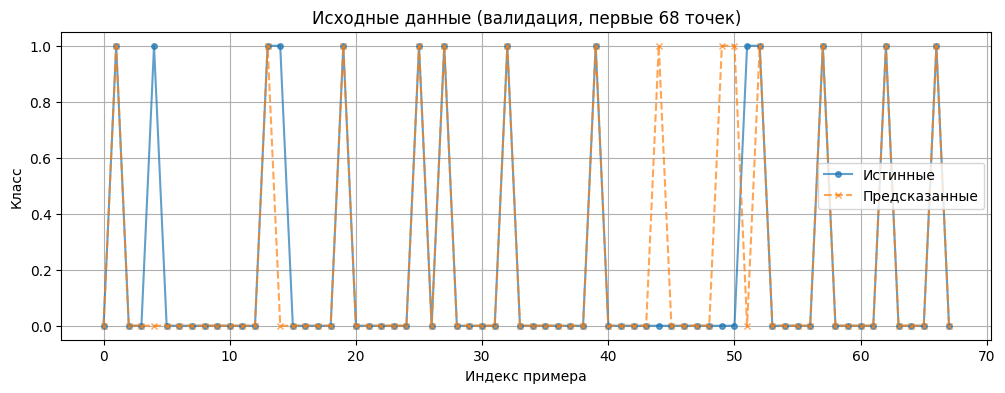 Исходные данные (валидация, первые 68 точек)
1.0
0.8
0.6
0.4
0.2
0.0
Класс
Истинные
Предсказанные
0 10 20 30 40 50 60 70
Индекс примера